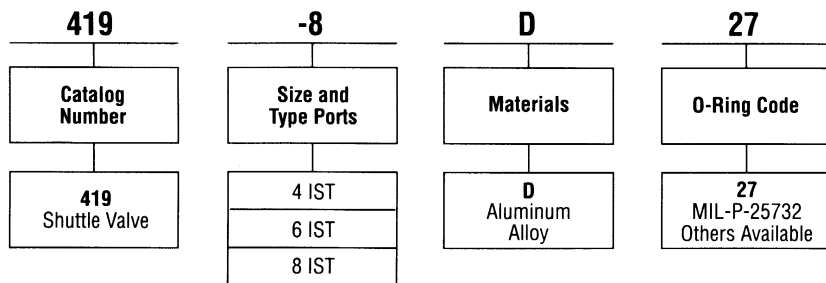 419 -8 D 27
Catalog Number
Size and Type Ports
Materials
O-Ring Code
419
Shuttle Valve
4 IST
6 IST
8 IST
D
Aluminum
Alloy
27
MIL-P-25732
Others Available